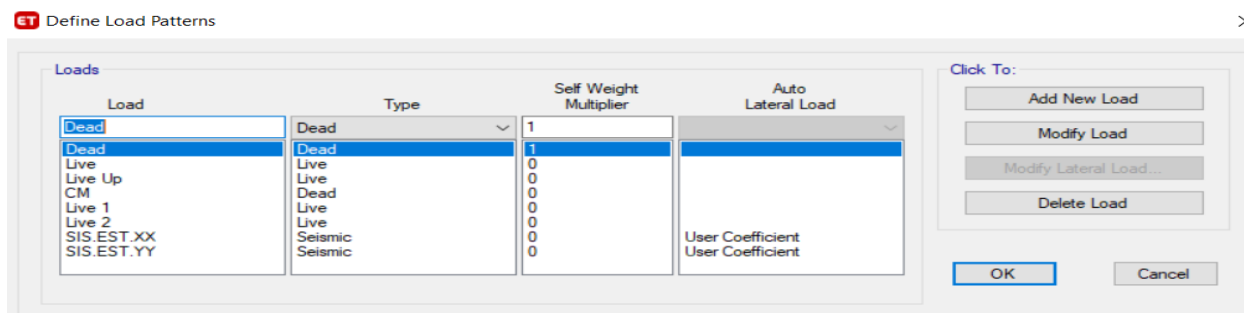 ET Define Load Patterns
Loads
Click To:
Load Type Self Weight Multiplier Auto Lateral Load
Dead Dead 1
Dead Dead 1
Live Live 0
Live Up Live 0
CM Dead 0
Live 1 Live 0
Live 2 Live 0
SIS.EST.XX Seismic 0 User Coefficient
SIS.EST.YY Seismic 0 User Coefficient
Add New Load
Modify Load
Modify Lateral Load...
Delete Load
OK Cancel